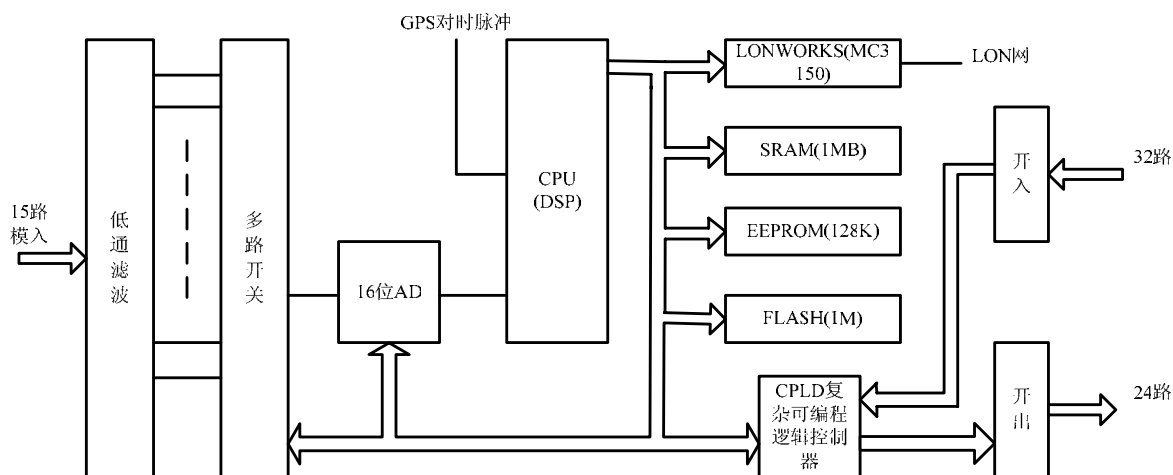 GPS对时脉冲
LONWORKS(MC3
150)
LON网
SRAM(1MB)
EEPROM(128K)
FLASH(1M)
CPU
(DSP)
15路
模入
低
通
滤
波
多
路
开
关
16位AD
开
入
32路
CPLD复
杂可编程
逻辑控制
器
开
出
24路